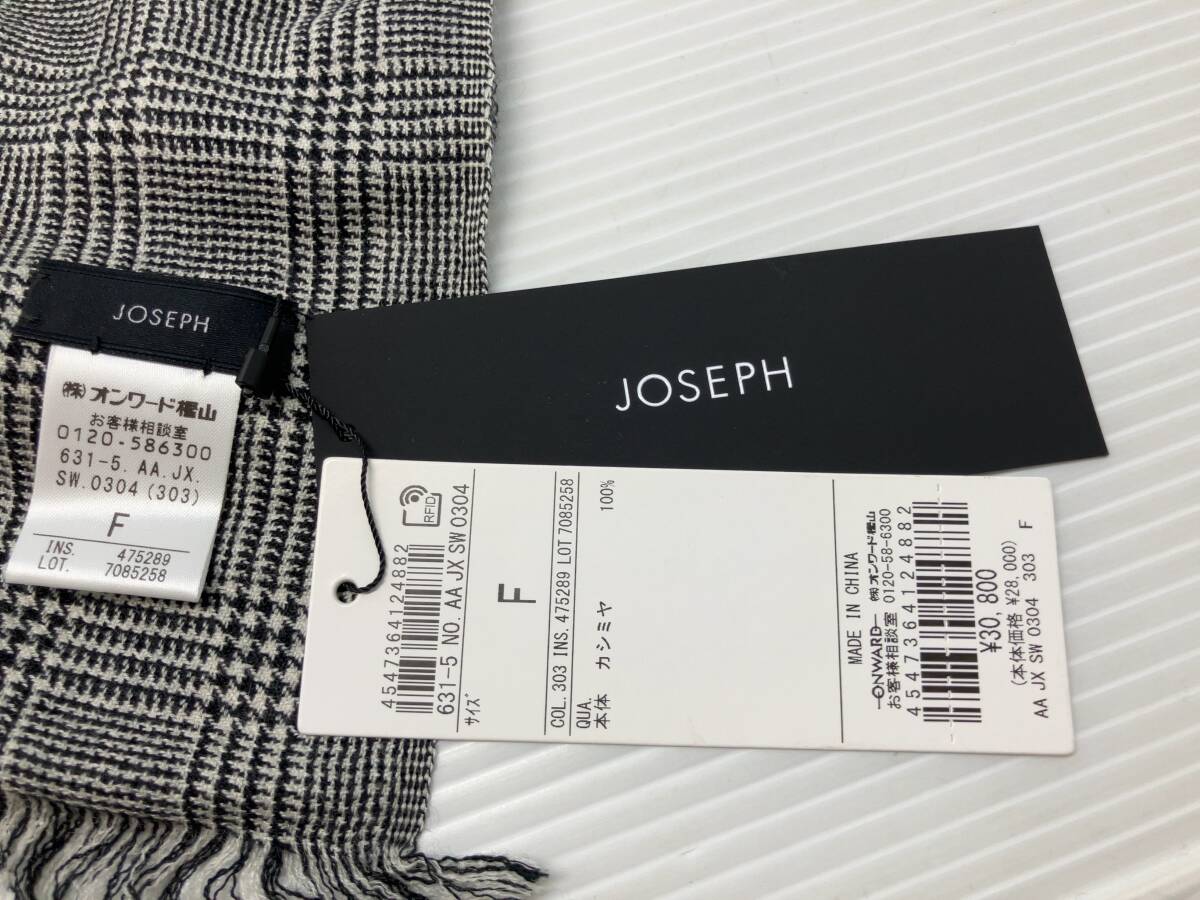 JOSEPH
㈱オンワード樫山
お客様相談室
0120-586300
631-5. AA. JX.
SW. 0304 (303)
F
INS. 475289
LOT. 7085258
JOSEPH
RFID
4547364124882
631-5 NO. AA JX SW 0304
サイズ
F
COL. 303 INS. 475289 LOT 7085258
QUA.
本体 カシミヤ 100%
MADE IN CHINA
ONWARD ㈱オンワード樫山
お客様相談室 0120-58-6300
4547364124882
¥30,800
(本体価格 ¥28,000)
AA JX SW 0304 303 F